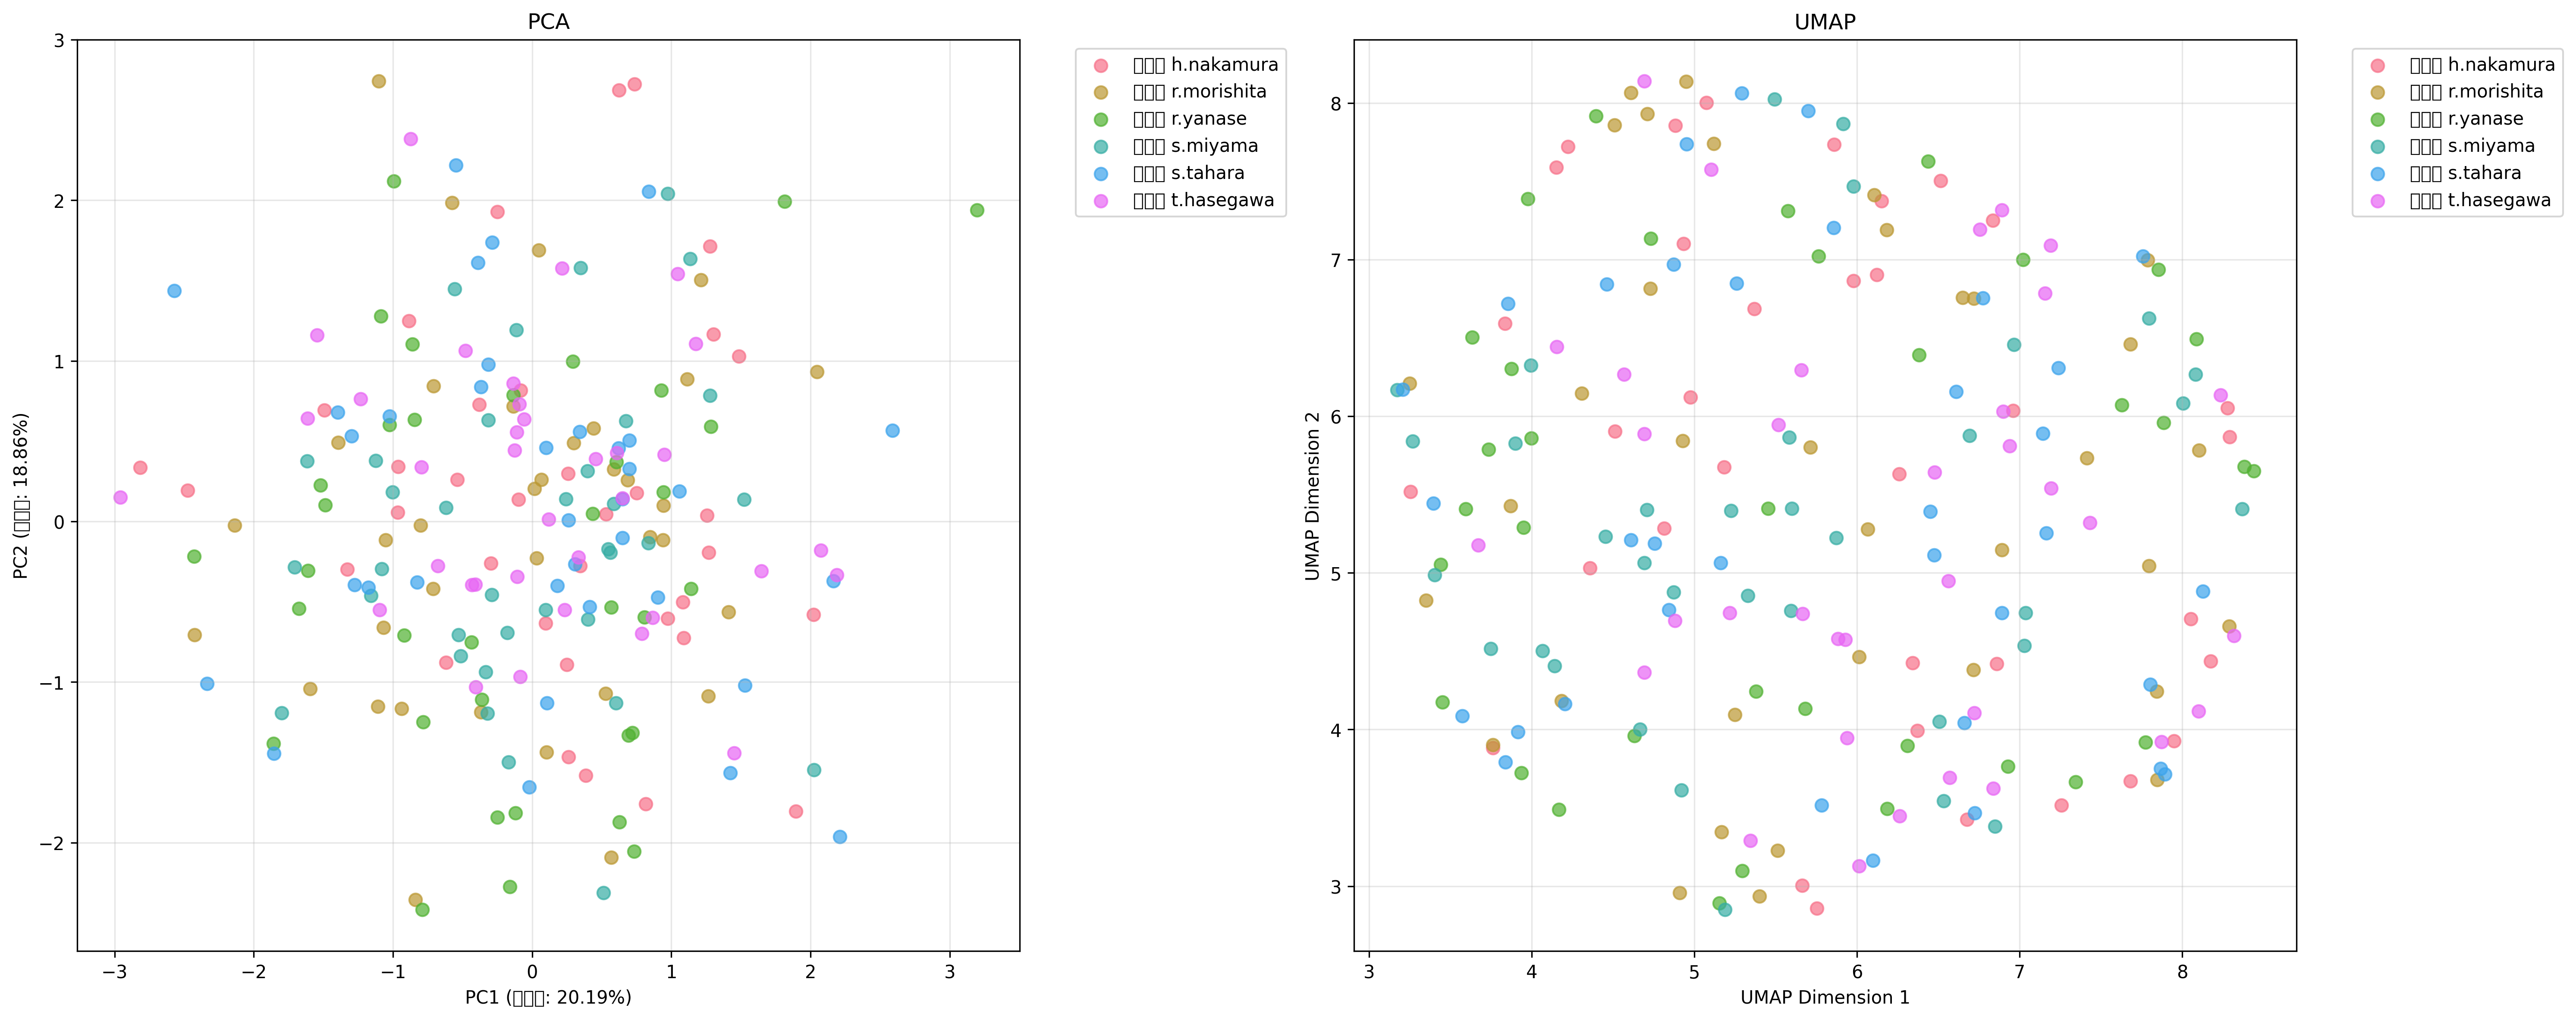 PCA
3
2
1
0
−1
−2
−3
−2
−1
0
1
2
3
PC1 (□□□: 20.19%)
PC2 (□□□: 18.86%)
□□□ h.nakamura
□□□ r.morishita
□□□ r.yanase
□□□ s.miyama
□□□ s.tahara
□□□ t.hasegawa
UMAP
8
7
6
5
4
3
3
4
5
6
7
8
UMAP Dimension 1
UMAP Dimension 2
□□□ h.nakamura
□□□ r.morishita
□□□ r.yanase
□□□ s.miyama
□□□ s.tahara
□□□ t.hasegawa